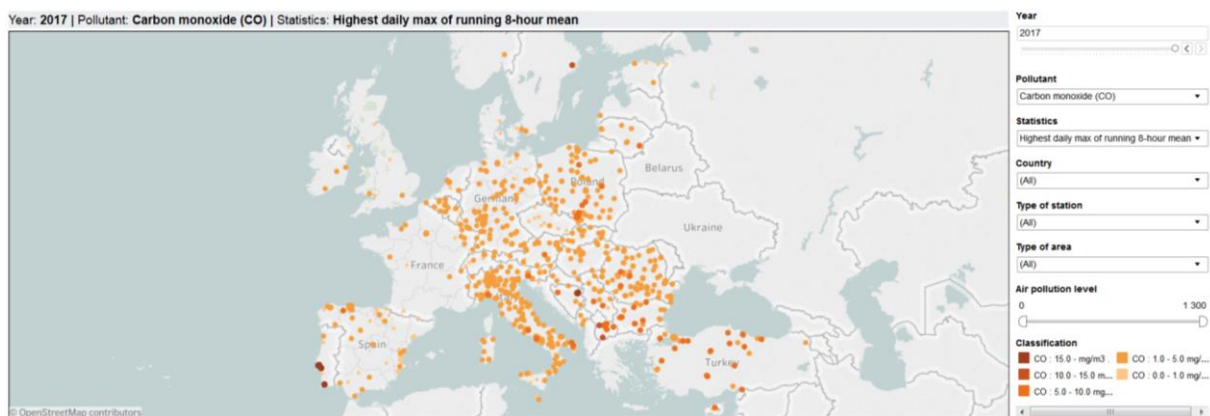 Year: 2017 | Pollutant: Carbon monoxide (CO) | Statistics: Highest daily max of running 8-hour mean
Year
2017
Pollutant
Carbon monoxide (CO)
Statistics
Highest daily max of running 8-hour mean
Country
(All)
Type of station
(All)
Type of area
(All)
Air pollution level
0 1 300
Classification
CO : 15.0 - mg/m3 . CO : 1.0 - 5.0 mg/...
CO : 10.0 - 15.0 m... CO : 0.0 - 1.0 mg/...
CO : 5.0 - 10.0 mg...
Belarus
Poland
German
Ukraine
France
Spain
Turkey
© OpenStreetMap contributors